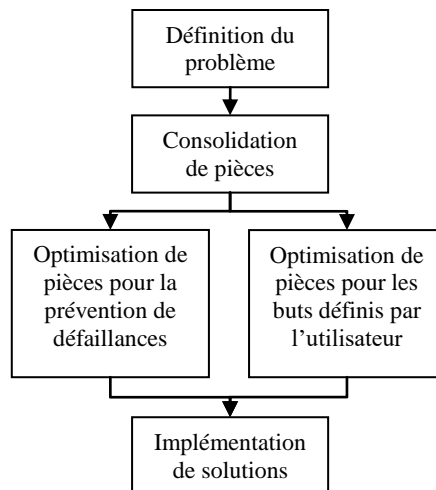 Définition du
problème
Consolidation
de pièces
Optimisation de
pièces pour la
prévention de
défaillances
Optimisation de
pièces pour les
buts définis par
l’utilisateur
Implémentation
de solutions